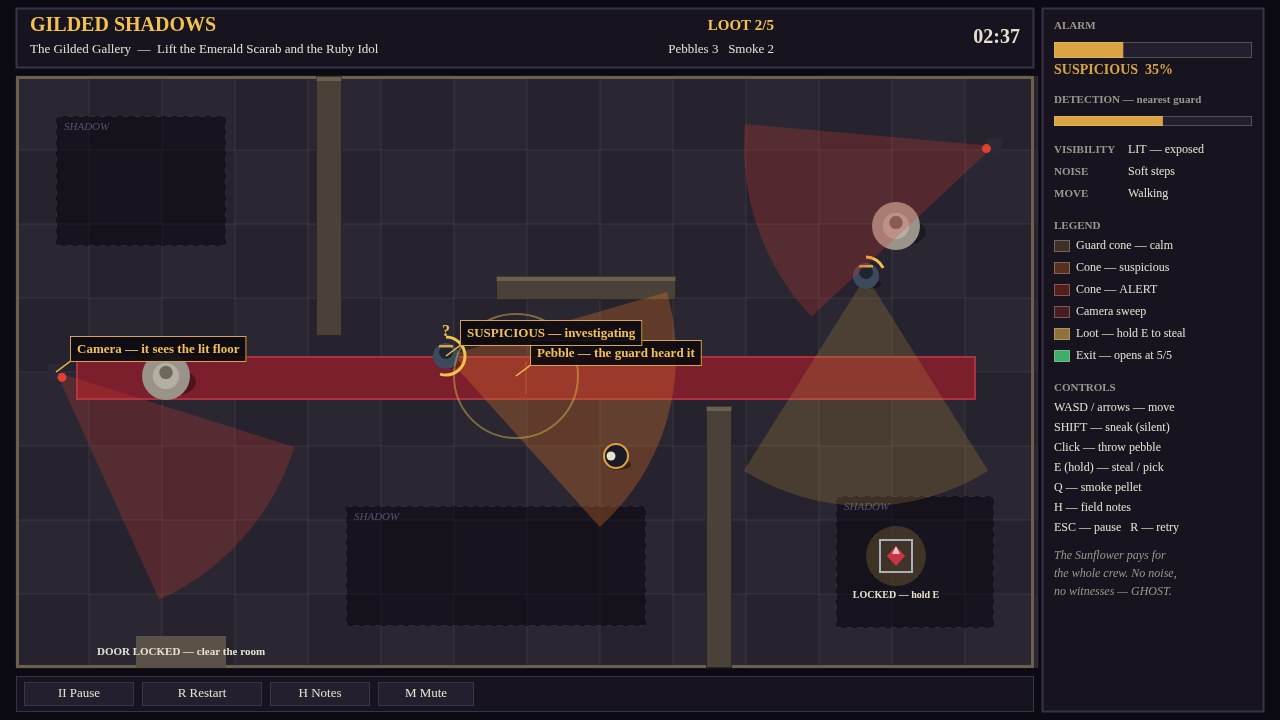 GILDED SHADOWS
The Gilded Gallery — Lift the Emerald Scarab and the Ruby Idol
LOOT 2/5
Pebbles 3 Smoke 2
02:37
SHADOW
?
SUSPICIOUS — investigating
Pebble — the guard heard it
Camera — it sees the lit floor
SHADOW
SHADOW
LOCKED — hold E
DOOR LOCKED — clear the room
II Pause
R Restart
H Notes
M Mute
ALARM
SUSPICIOUS 35%
DETECTION — nearest guard
VISIBILITY LIT — exposed
NOISE Soft steps
MOVE Walking
LEGEND
Guard cone — calm
Cone — suspicious
Cone — ALERT
Camera sweep
Loot — hold E to steal
Exit — opens at 5/5
CONTROLS
WASD / arrows — move
SHIFT — sneak (silent)
Click — throw pebble
E (hold) — steal / pick
Q — smoke pellet
H — field notes
ESC — pause R — retry
The Sunflower pays for
the whole crew. No noise,
no witnesses — GHOST.